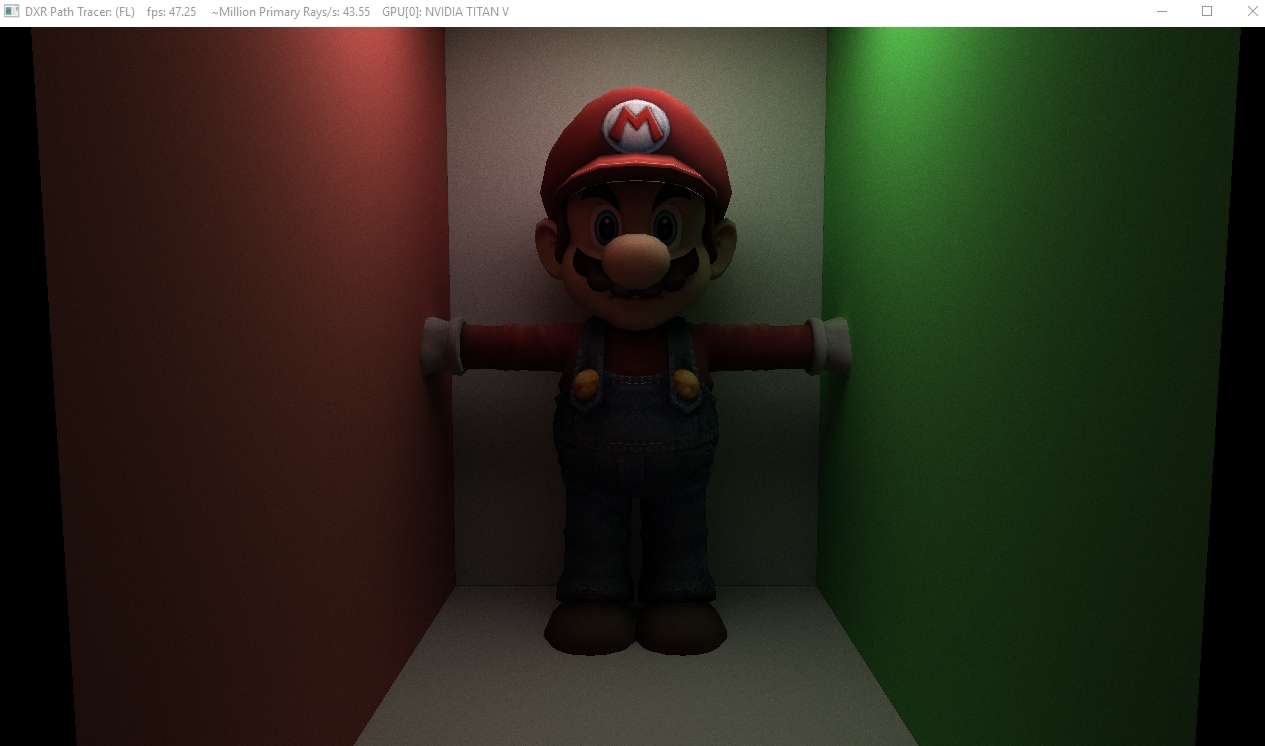 DXR Path Tracer: (FL) fps: 47.25 ~Million Primary Rays/s: 43.55 GPU[0]: NVIDIA TITAN V
M